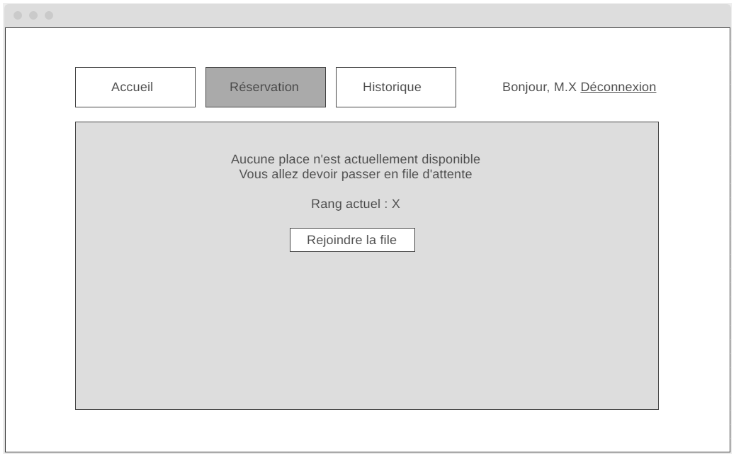 Accueil
Réservation
Historique
Bonjour, M.X Déconnexion
Aucune place n'est actuellement disponible
Vous allez devoir passer en file d'attente
Rang actuel : X
Rejoindre la file